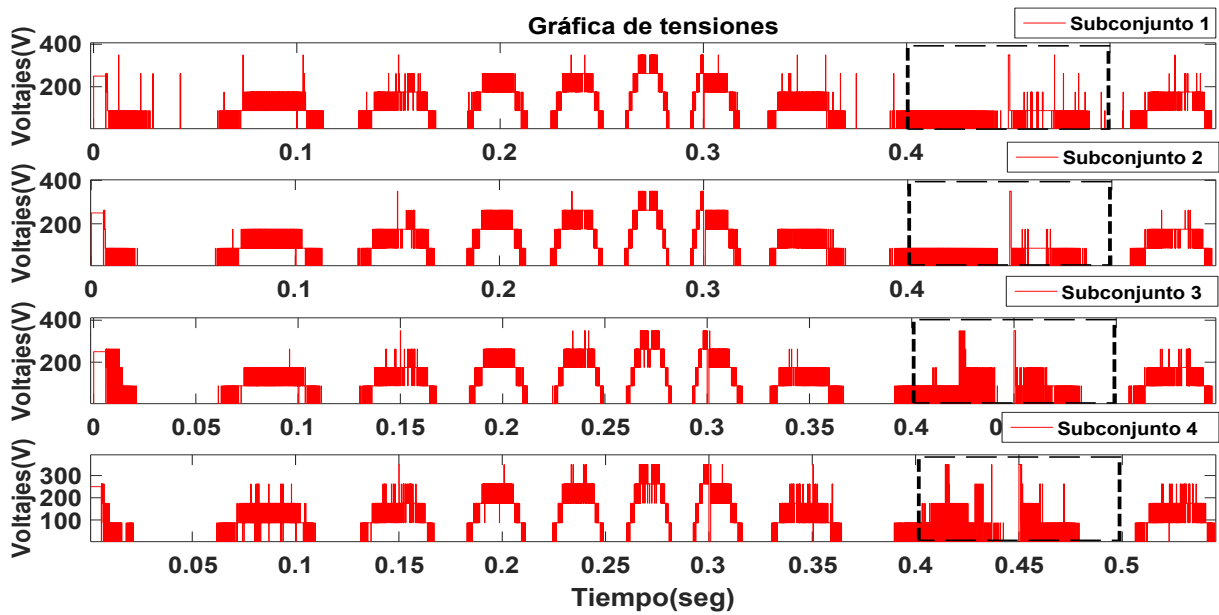 Gráfica de tensiones
Subconjunto 1
Voltajes(V)
400
200
0 0.1 0.2 0.3 0.4
Subconjunto 2
Voltajes(V)
400
200
0 0.1 0.2 0.3 0.4
Subconjunto 3
Voltajes(V)
400
200
0 0.05 0.1 0.15 0.2 0.25 0.3 0.35 0.4 0
Subconjunto 4
Voltajes(V)
300
200
100
0.05 0.1 0.15 0.2 0.25 0.3 0.35 0.4 0.45 0.5
Tiempo(seg)